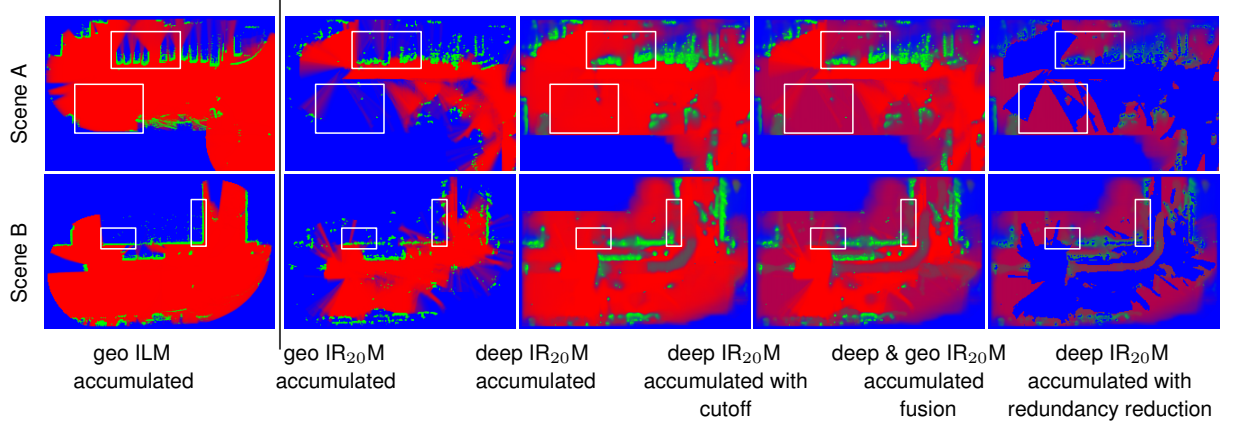 Scene A
Scene B
geo ILM
accumulated
geo IR₂₀M
accumulated
deep IR₂₀M
accumulated
deep IR₂₀M
accumulated with
cutoff
deep & geo IR₂₀M
accumulated
fusion
deep IR₂₀M
accumulated with
redundancy reduction